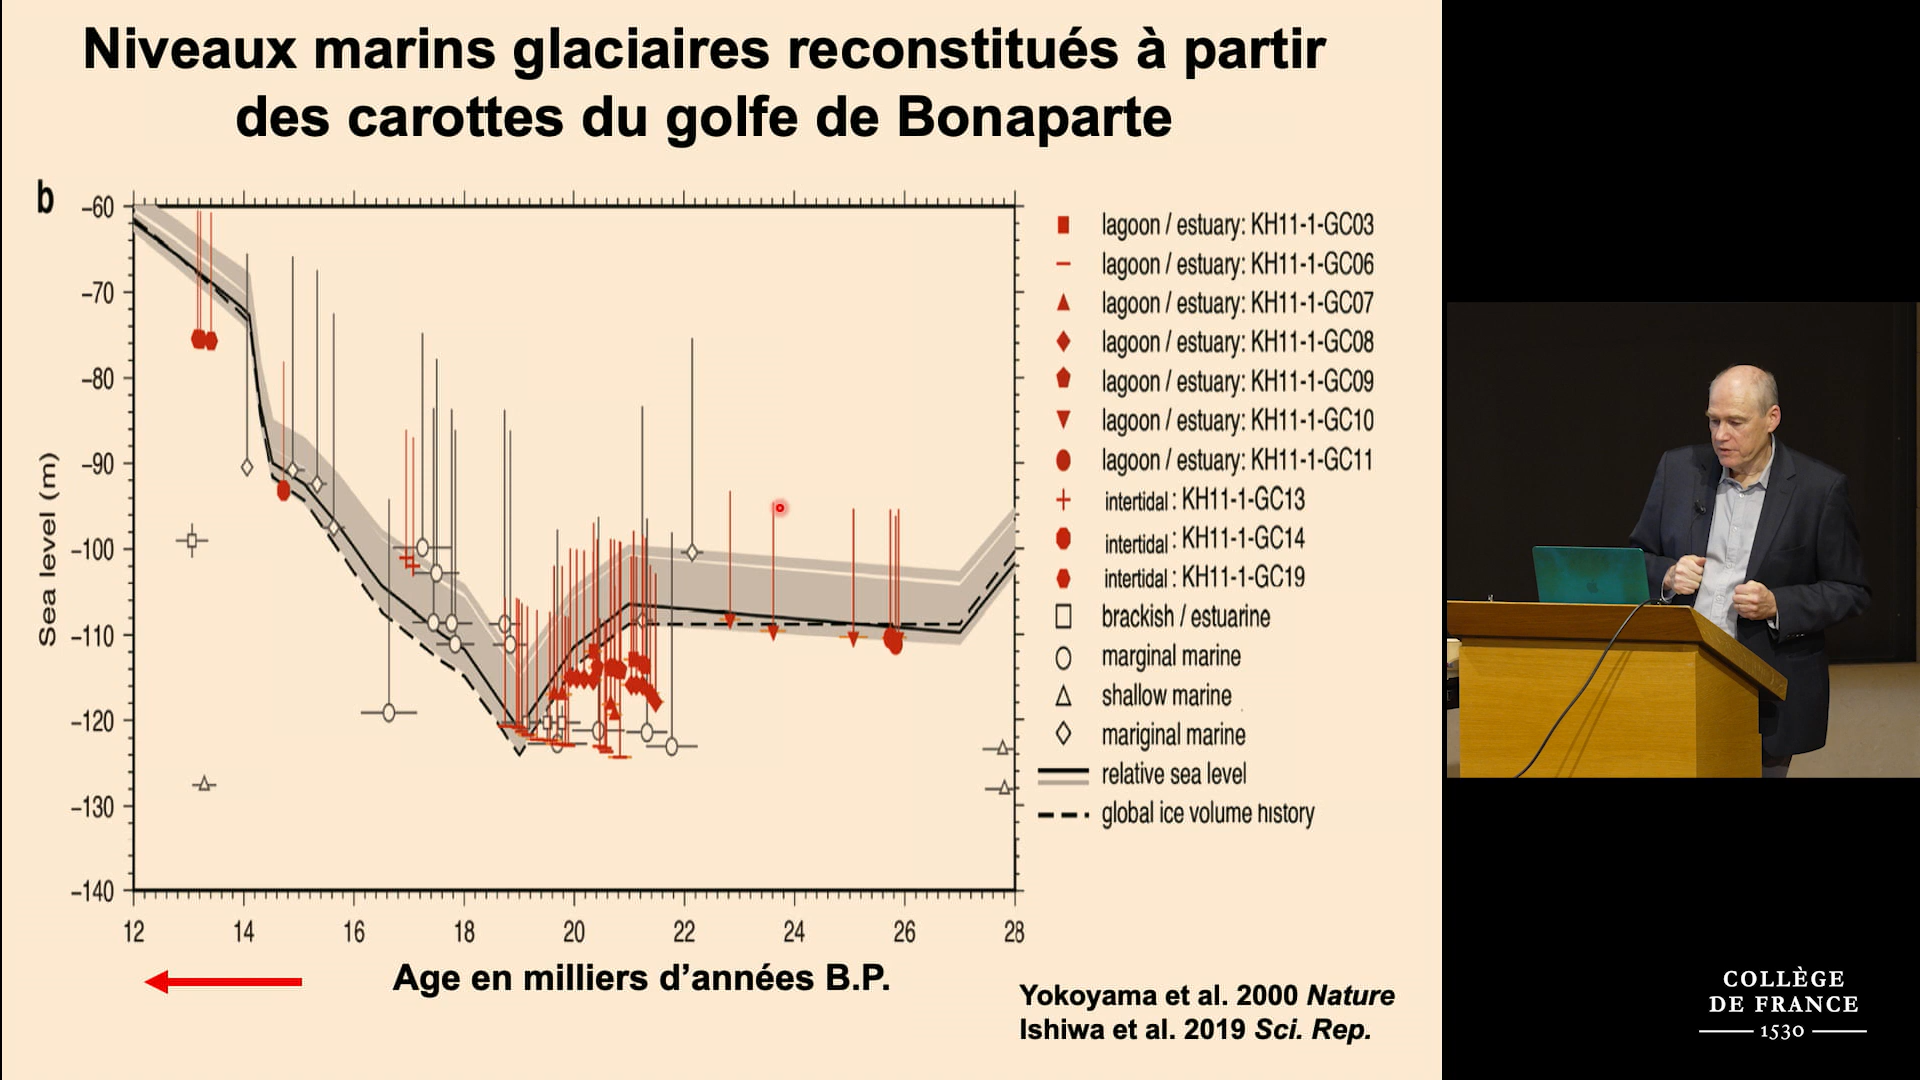 Niveaux marins glaciaires reconstitués à partir
des carottes du golfe de Bonaparte
b
Sea level (m)
−60
−70
−80
−90
−100
−110
−120
−130
−140
12 14 16 18 20 22 24 26 28
Age en milliers d’années B.P.
lagoon / estuary: KH11-1-GC03
lagoon / estuary: KH11-1-GC06
lagoon / estuary: KH11-1-GC07
lagoon / estuary: KH11-1-GC08
lagoon / estuary: KH11-1-GC09
lagoon / estuary: KH11-1-GC10
lagoon / estuary: KH11-1-GC11
intertidal : KH11-1-GC13
intertidal : KH11-1-GC14
intertidal : KH11-1-GC19
brackish / estuarine
marginal marine
shallow marine
mariginal marine
relative sea level
global ice volume history
Yokoyama et al. 2000 Nature
Ishiwa et al. 2019 Sci. Rep.
COLLÈGE
DE FRANCE
1530